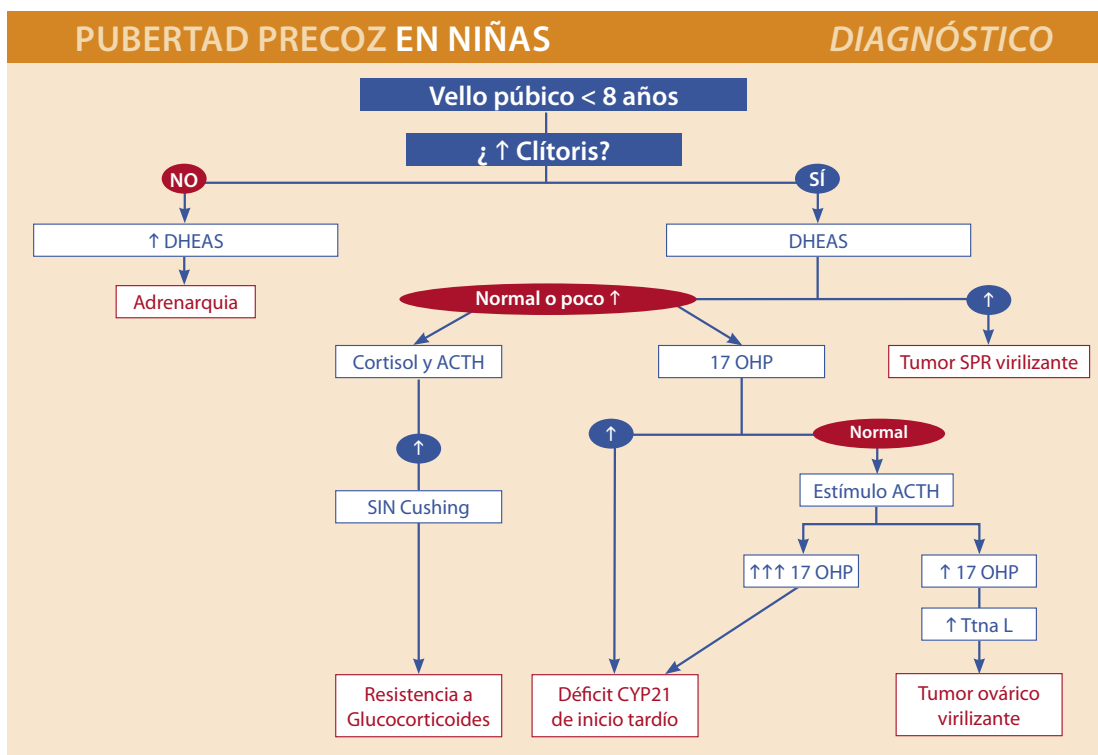 PUBERTAD PRECOZ EN NIÑAS
DIAGNÓSTICO
Vello púbico < 8 años
¿ ↑ Clítoris?
NO
SÍ
↑ DHEAS
DHEAS
Adrenarquia
Normal o poco ↑
↑
Cortisol y ACTH
17 OHP
Tumor SPR virilizante
↑
↑
Normal
SIN Cushing
Estímulo ACTH
↑↑↑ 17 OHP
↑ 17 OHP
↑ Ttna L
Resistencia a
Glucocorticoides
Déficit CYP21
de inicio tardío
Tumor ovárico
virilizante